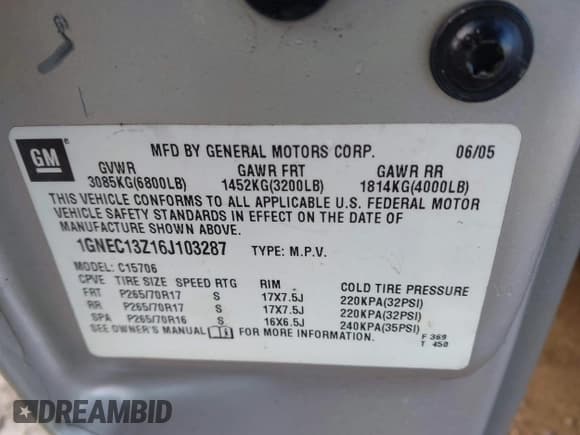 GM ®
MFD BY GENERAL MOTORS CORP. 06/05
GVWR GAWR FRT GAWR RR
3085KG(6800LB) 1452KG(3200LB) 1814KG(4000LB)
THIS VEHICLE CONFORMS TO ALL APPLICABLE U.S. FEDERAL MOTOR
VEHICLE SAFETY STANDARDS IN EFFECT ON THE DATE OF
MANUFACTURE SHOWN ABOVE.
1GNEC13Z16J103287 TYPE: M.P.V.
MODEL: C15706
CPVE TIRE SIZE SPEED RTG RIM COLD TIRE PRESSURE
FRT P265/70R17 S 17X7.5J 220KPA(32PSI)
RR P265/70R17 S 17X7.5J 220KPA(32PSI)
SPA P265/70R16 S 16X6.5J 240KPA(35PSI)
SEE OWNER'S MANUAL FOR MORE INFORMATION.
F 369
T 450
DREAMBID